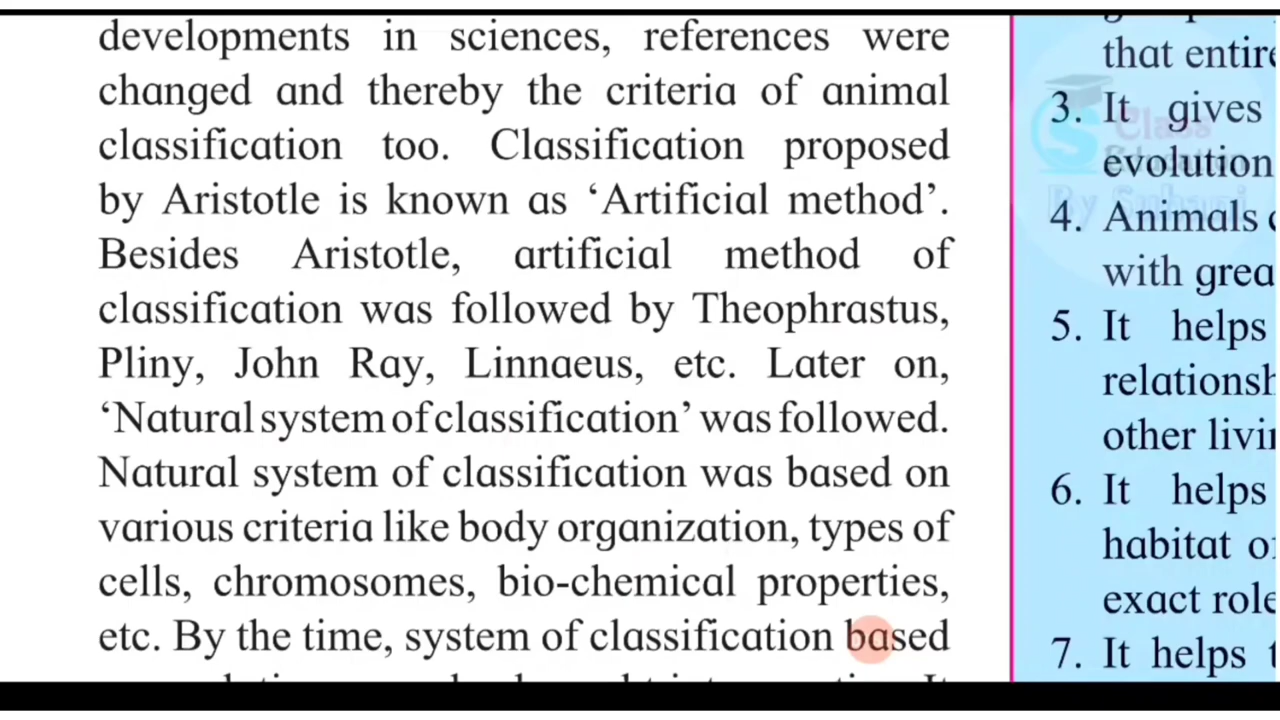 developments in sciences, references were
changed and thereby the criteria of animal
classification too. Classification proposed
by Aristotle is known as ‘Artificial method’.
Besides Aristotle, artificial method of
classification was followed by Theophrastus,
Pliny, John Ray, Linnaeus, etc. Later on,
‘Natural system of classification’ was followed.
Natural system of classification was based on
various criteria like body organization, types of
cells, chromosomes, bio-chemical properties,
etc. By the time, system of classification based
that entire
3. It gives
evolution
4. Animals
with grea
5. It helps
relationsh
other livin
6. It helps
habitat of
exact role
7. It helps t
Class
Education
By